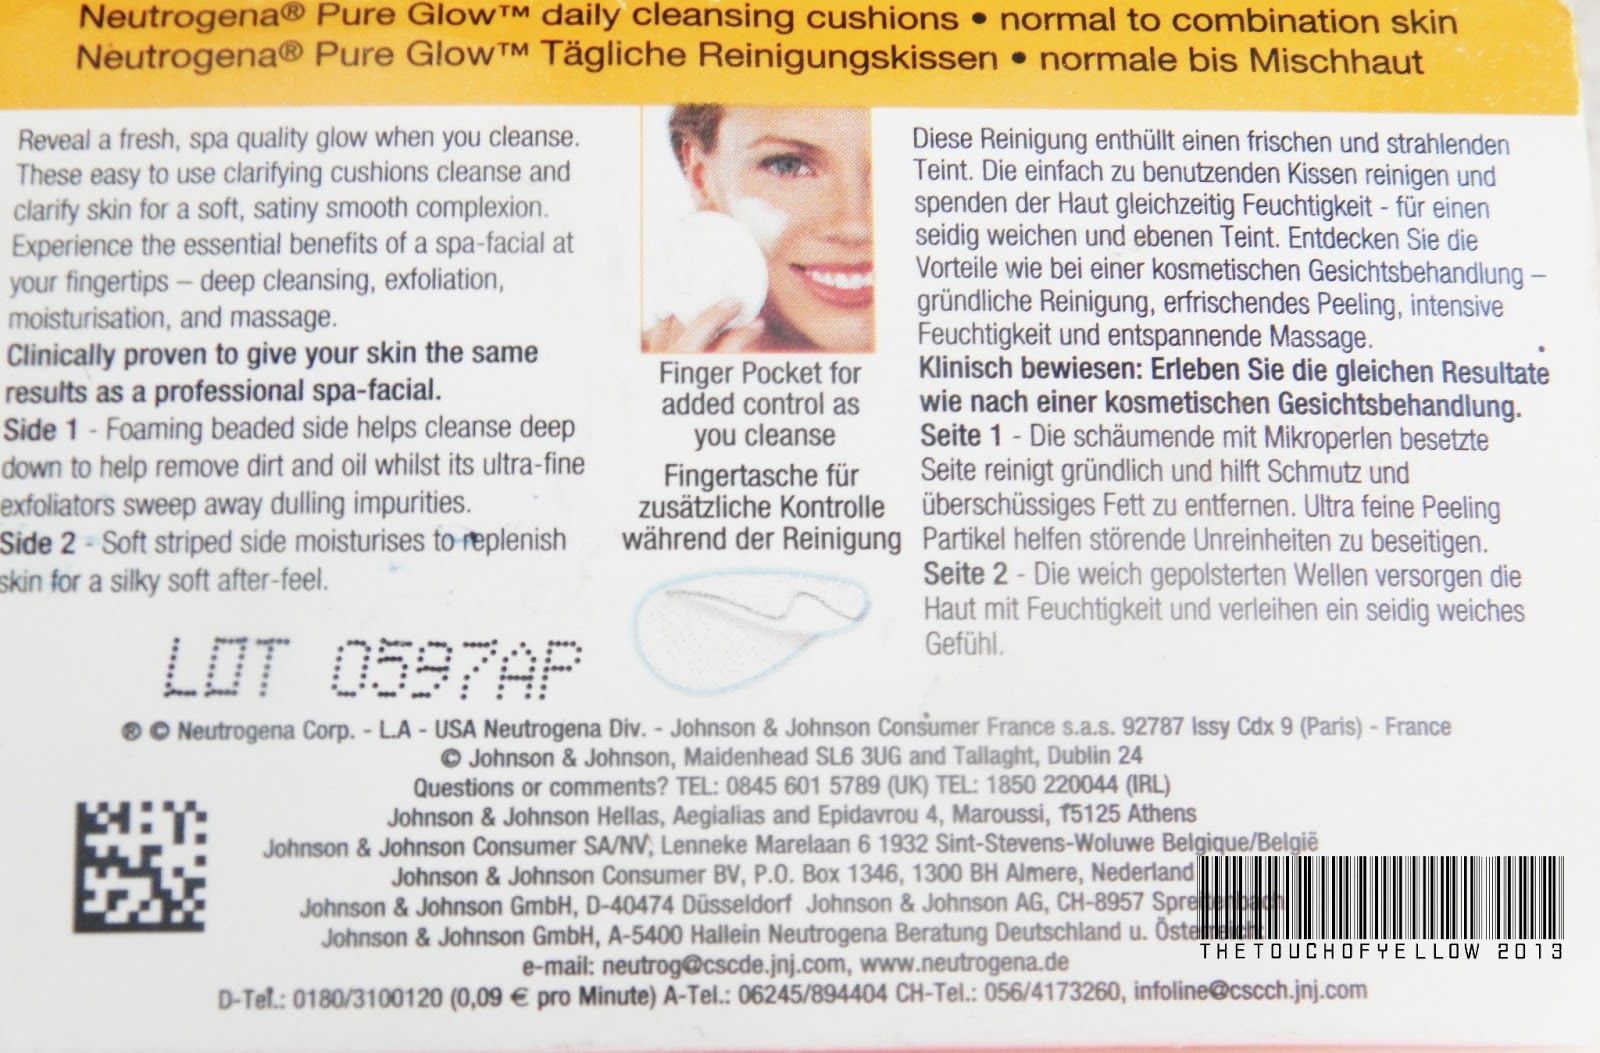 Neutrogena® Pure Glow™ daily cleansing cushions • normal to combination skin
Neutrogena® Pure Glow™ Tägliche Reinigungskissen • normale bis Mischhaut
Reveal a fresh, spa quality glow when you cleanse.
These easy to use clarifying cushions cleanse and
clarify skin for a soft, satiny smooth complexion.
Experience the essential benefits of a spa-facial at
your fingertips – deep cleansing, exfoliation,
moisturisation, and massage.
Clinically proven to give your skin the same
results as a professional spa-facial.
Side 1 - Foaming beaded side helps cleanse deep
down to help remove dirt and oil whilst its ultra-fine
exfoliators sweep away dulling impurities.
Side 2 - Soft striped side moisturises to replenish
skin for a silky soft after-feel.
LOT 0597AP
Finger Pocket for
added control as
you cleanse
Fingertasche für
zusätzliche Kontrolle
während der Reinigung
Diese Reinigung enthüllt einen frischen und strahlenden
Teint. Die einfach zu benutzenden Kissen reinigen und
spenden der Haut gleichzeitig Feuchtigkeit - für einen
seidig weichen und ebenen Teint. Entdecken Sie die
Vorteile wie bei einer kosmetischen Gesichtsbehandlung –
gründliche Reinigung, erfrischendes Peeling, intensive
Feuchtigkeit und entspannende Massage.
Klinisch bewiesen: Erleben Sie die gleichen Resultate
wie nach einer kosmetischen Gesichtsbehandlung.
Seite 1 - Die schäumende mit Mikroperlen besetzte
Seite reinigt gründlich und hilft Schmutz und
überschüssiges Fett zu entfernen. Ultra feine Peeling
Partikel helfen störende Unreinheiten zu beseitigen.
Seite 2 - Die weich gepolsterten Wellen versorgen die
Haut mit Feuchtigkeit und verleihen ein seidig weiches
Gefühl.
® © Neutrogena Corp. - L.A - USA Neutrogena Div. - Johnson & Johnson Consumer France s.a.s. 92787 Issy Cdx 9 (Paris) - France
© Johnson & Johnson, Maidenhead SL6 3UG and Tallaght, Dublin 24
Questions or comments? TEL: 0845 601 5789 (UK) TEL: 1850 220044 (IRL)
Johnson & Johnson Hellas, Aegialias and Epidavrou 4, Maroussi, 15125 Athens
Johnson & Johnson Consumer SA/NV, Lenneke Marelaan 6 1932 Sint-Stevens-Woluwe Belgique/België
Johnson & Johnson Consumer BV, P.O. Box 1346, 1300 BH Almere, Nederland
Johnson & Johnson GmbH, D-40474 Düsseldorf Johnson & Johnson AG, CH-8957 Spreitenbach
Johnson & Johnson GmbH, A-5400 Hallein Neutrogena Beratung Deutschland u. Österreich:
e-mail: neutrog@cscde.jnj.com, www.neutrogena.de
D-Tel.: 0180/3100120 (0,09 € pro Minute) A-Tel.: 06245/894404 CH-Tel.: 056/4173260, infoline@cscch.jnj.com
THETOUCHOFYELLOW 2013